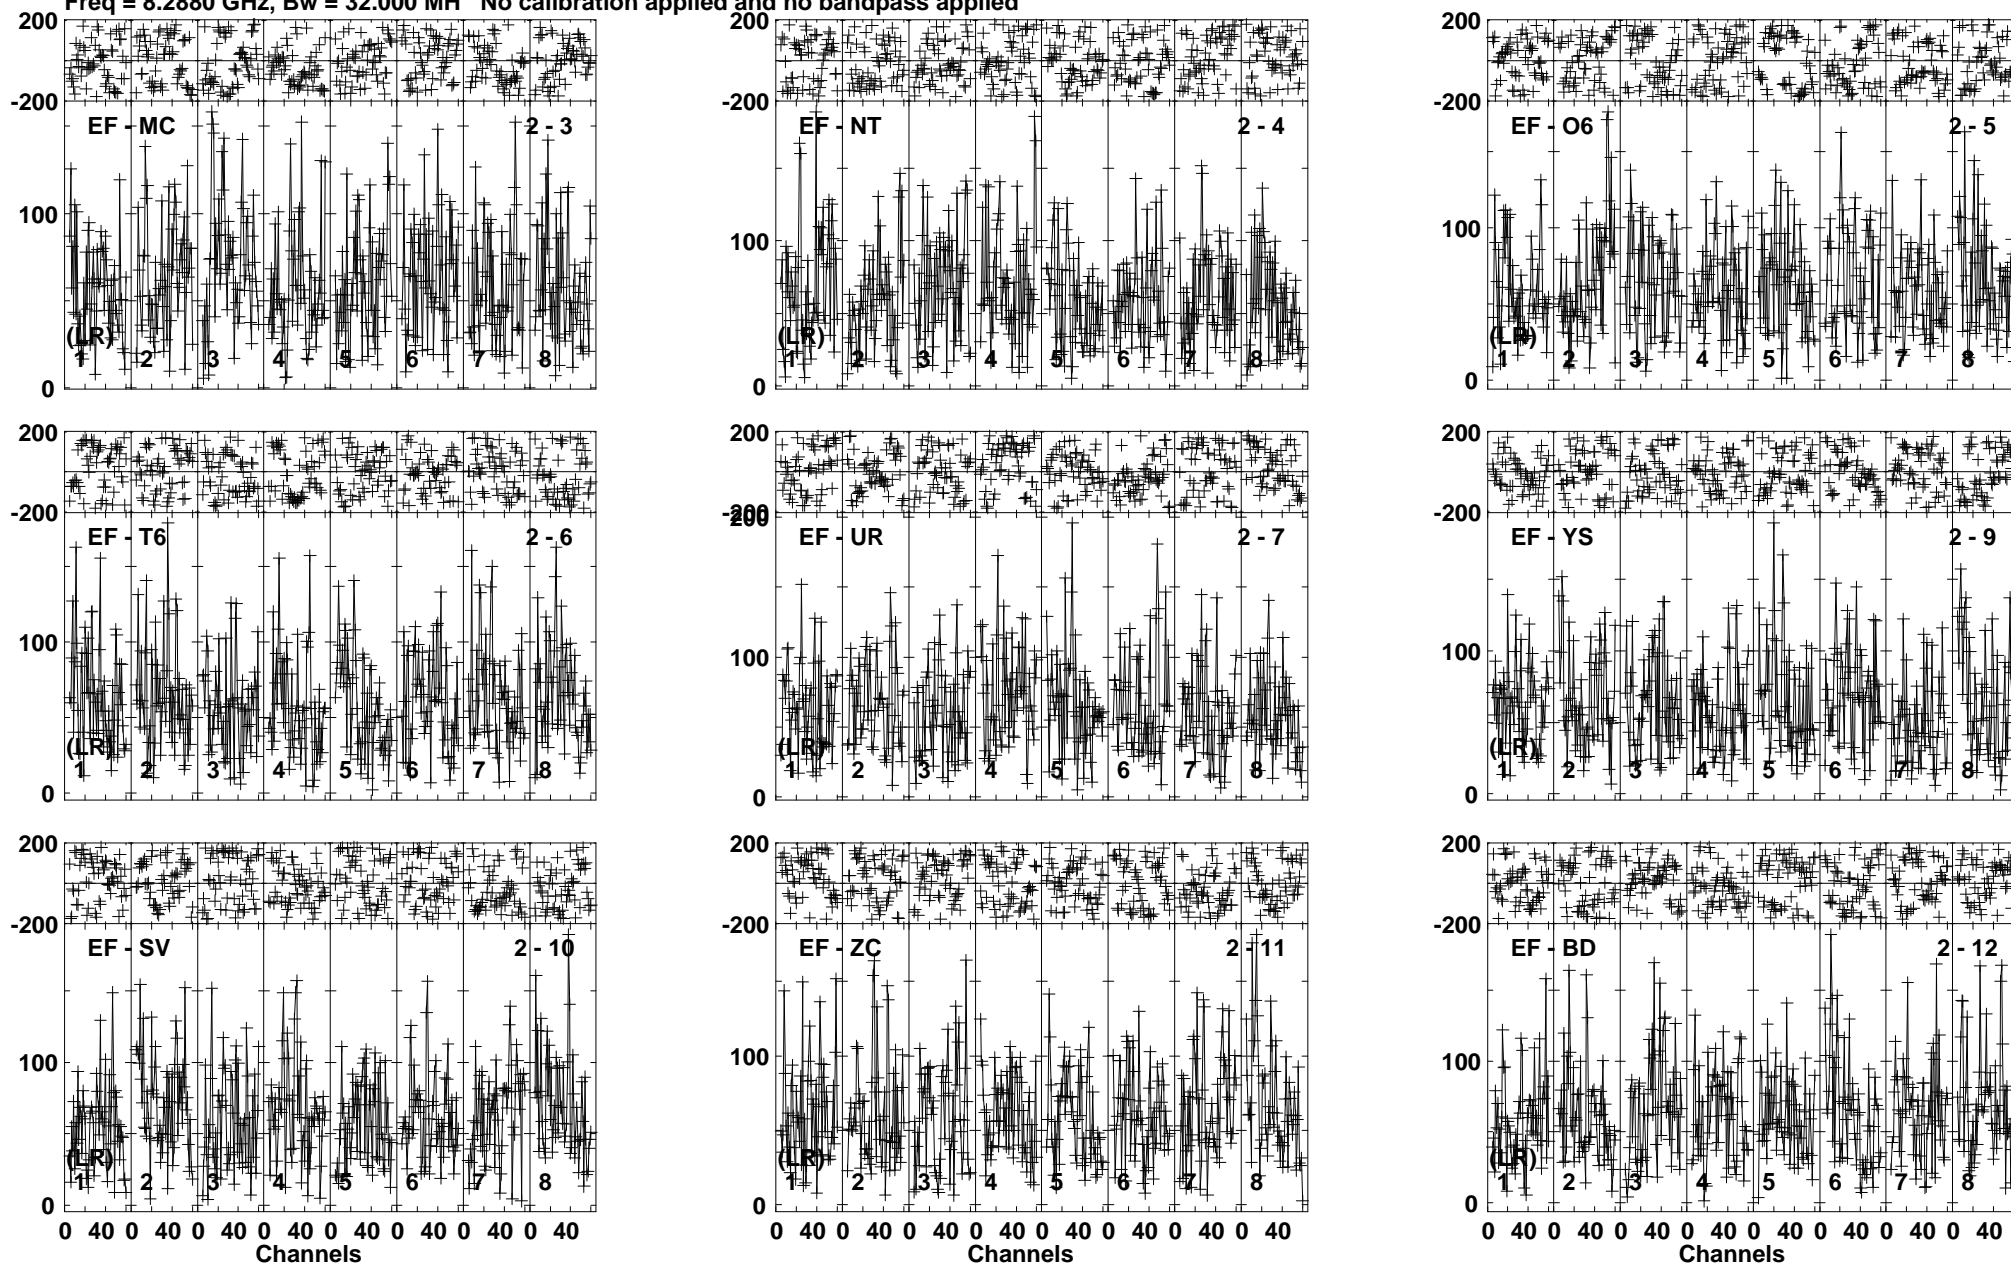 Freq = 8.2880 GHz, Bw = 32.000 MH No calibration applied and no bandpass applied
200 200 200
-200 -200 -200
EF - MC 2 - 3 EF - NT 2 - 4 EF - O6 2 - 5
100 100 100
(LR) (LR) (LR)
1 2 3 4 5 6 7 8 1 2 3 4 5 6 7 8 1 2 3 4 5 6 7 8
0 0 0
200 200 200
-200 -200 -200
200
EF - T6 2 - 6 EF - UR 2 - 7 EF - YS 2 - 9
100 100 100
(LR) (LR) (LR)
1 2 3 4 5 6 7 8 1 2 3 4 5 6 7 8 1 2 3 4 5 6 7 8
0 0 0
200 200 200
-200 -200 -200
EF - SV 2 - 10 EF - ZC 2 - 11 EF - BD 2 - 12
100 100 100
(LR) (LR) (LR)
1 2 3 4 5 6 7 8 1 2 3 4 5 6 7 8 1 2 3 4 5 6 7 8
0 0 0
0 40 0 40 0 40 0 40 0 40 0 40 0 40 0 40 0 40 0 40 0 40 0 40 0 40 0 40 0 40 0 40 0 40 0 40 0 40 0 40 0 40 0 40 0 40 0 40
Channels Channels Channels